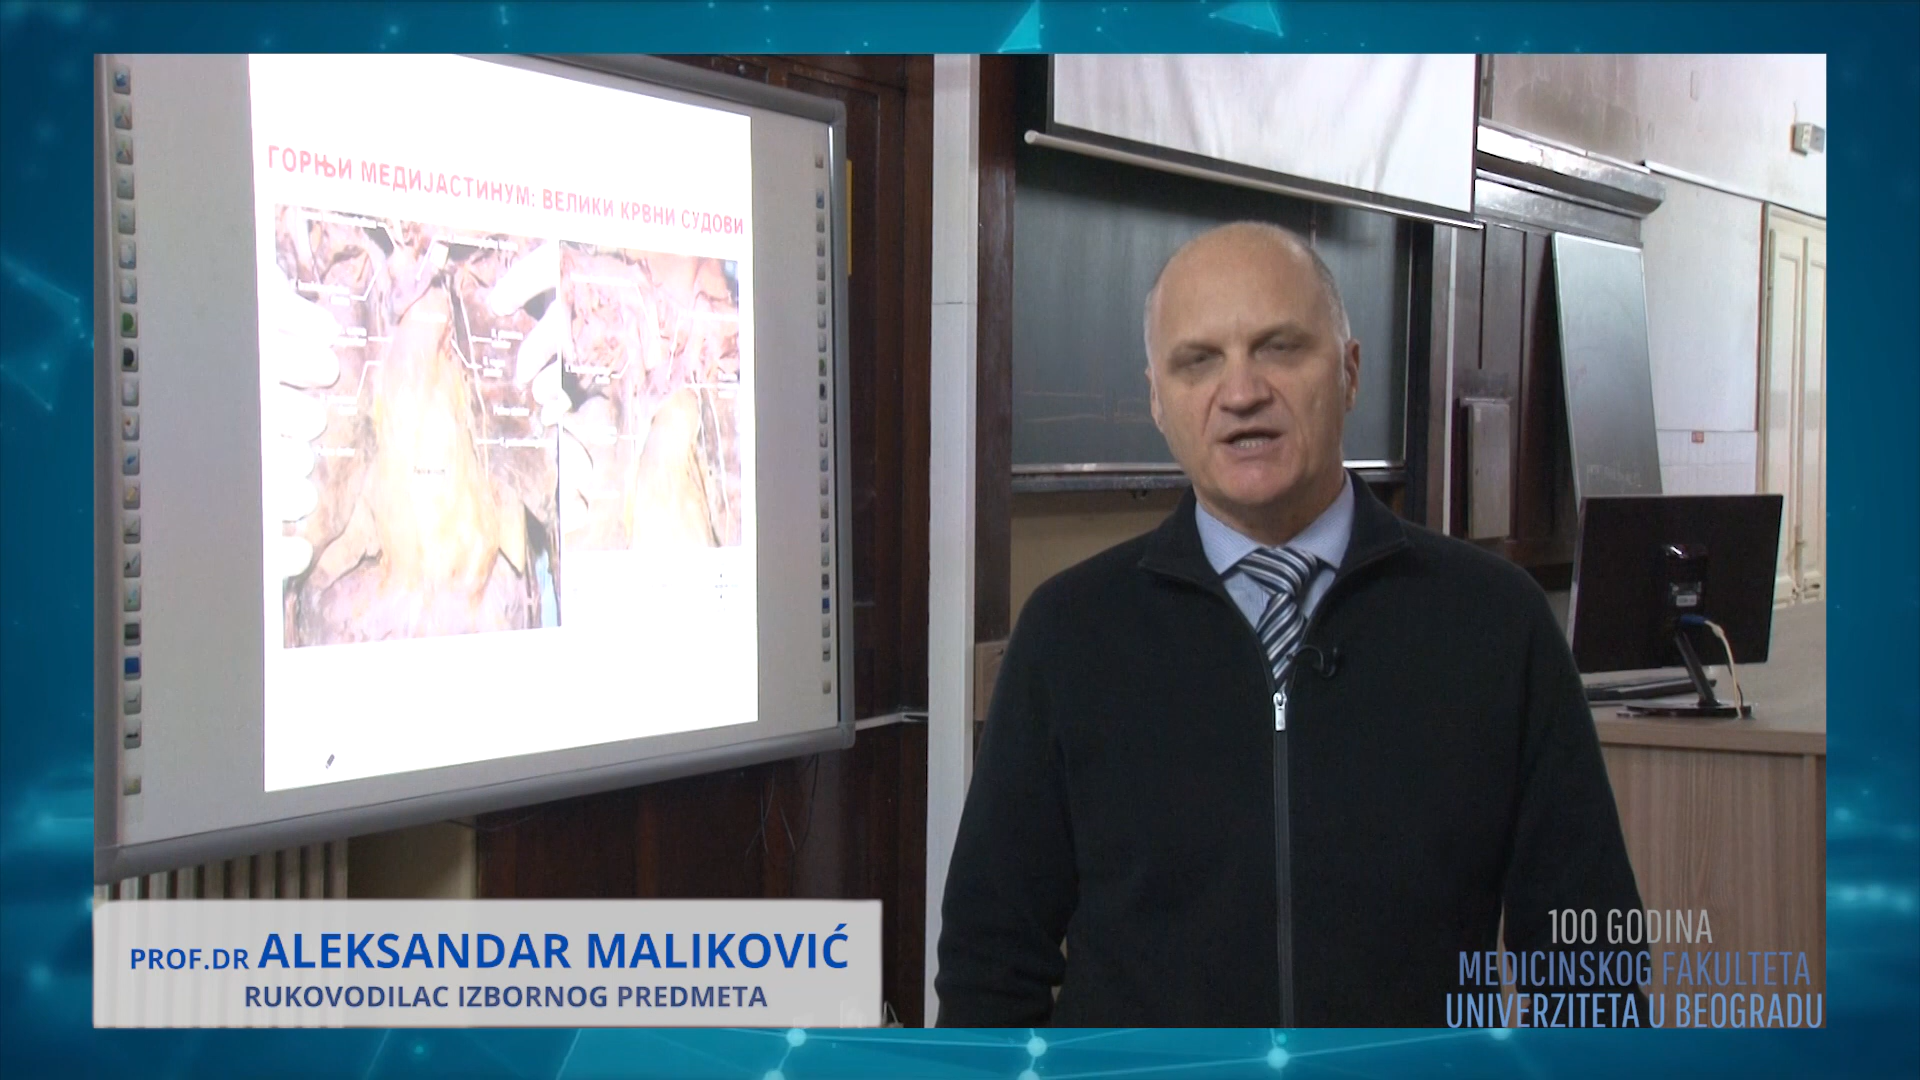 ГОРЊИ МЕДИЈАСТИНУМ: ВЕЛИКИ КРВНИ СУДОВИ
PROF.DR ALEKSANDAR MALIKOVIĆ
RUKOVODILAC IZBORNOG PREDMETA
100 GODINA
MEDICINSKOG FAKULTETA
UNIVERZITETA U BEOGRADU